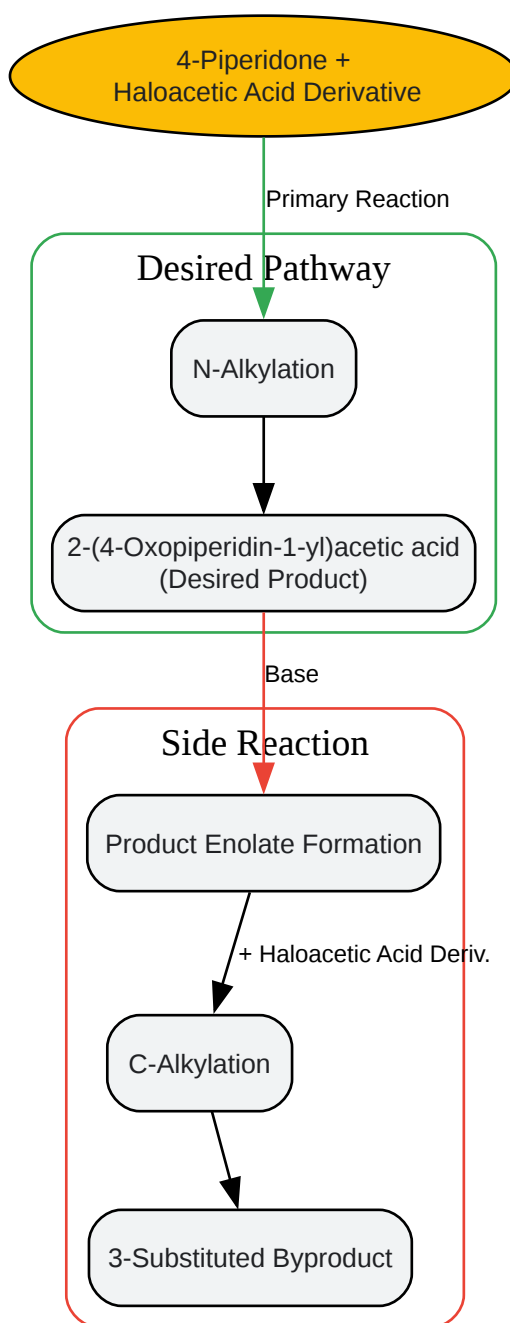 4-Piperidone +
Haloacetic Acid Derivative
Primary Reaction
Desired Pathway
N-Alkylation
2-(4-Oxopiperidin-1-yl)acetic acid
(Desired Product)
Base
Side Reaction
Product Enolate Formation
+ Haloacetic Acid Deriv.
C-Alkylation
3-Substituted Byproduct